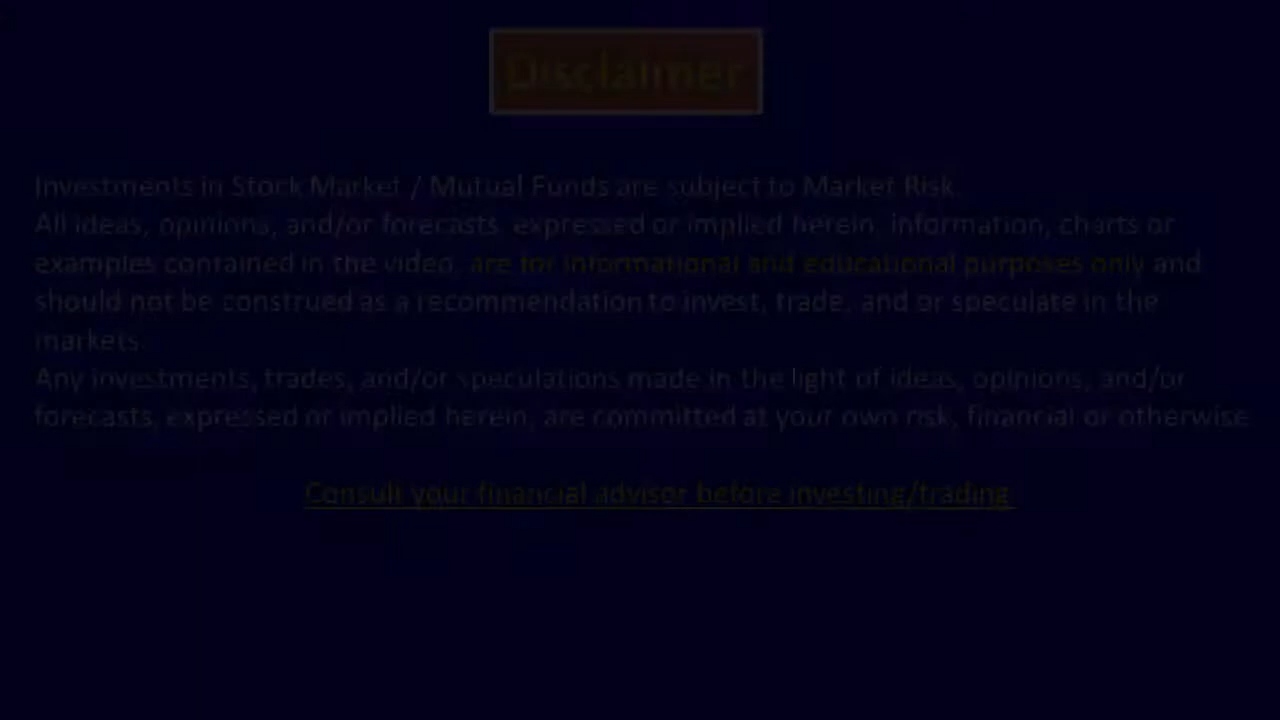 Disclaimer
Investments in Stock Market / Mutual Funds are subject to Market Risk.
All ideas, opinions, and/or forecasts, expressed or implied herein, information, charts or
examples contained in the video, are for informational and educational purposes only and
should not be construed as a recommendation to invest, trade, and or speculate in the
markets.
Any investments, trades, and/or speculations made in the light of ideas, opinions, and/or
forecasts, expressed or implied herein, are committed at your own risk, financial or otherwise
Consult your financial advisor before investing/trading